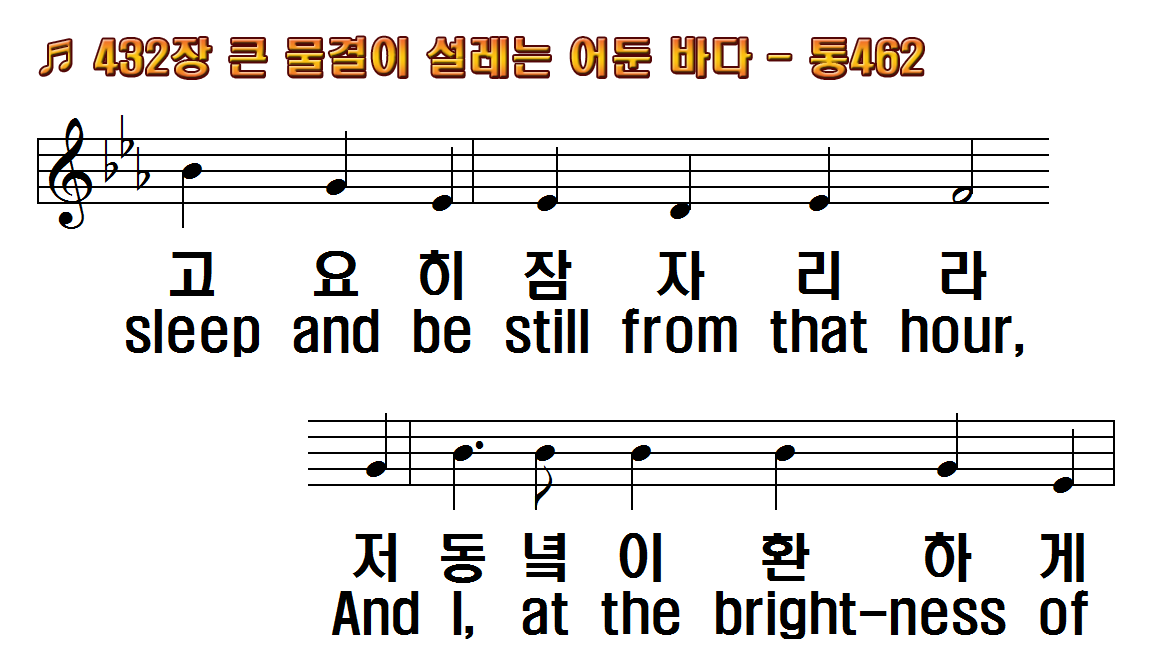 ♬ 432장 큰 물결이 설레는 어둔 바다 - 통462
고 요 히 잠 자 리 라
sleep and be still from that hour,
저 동 녘 이 환 하 게
And I, at the bright-ness of